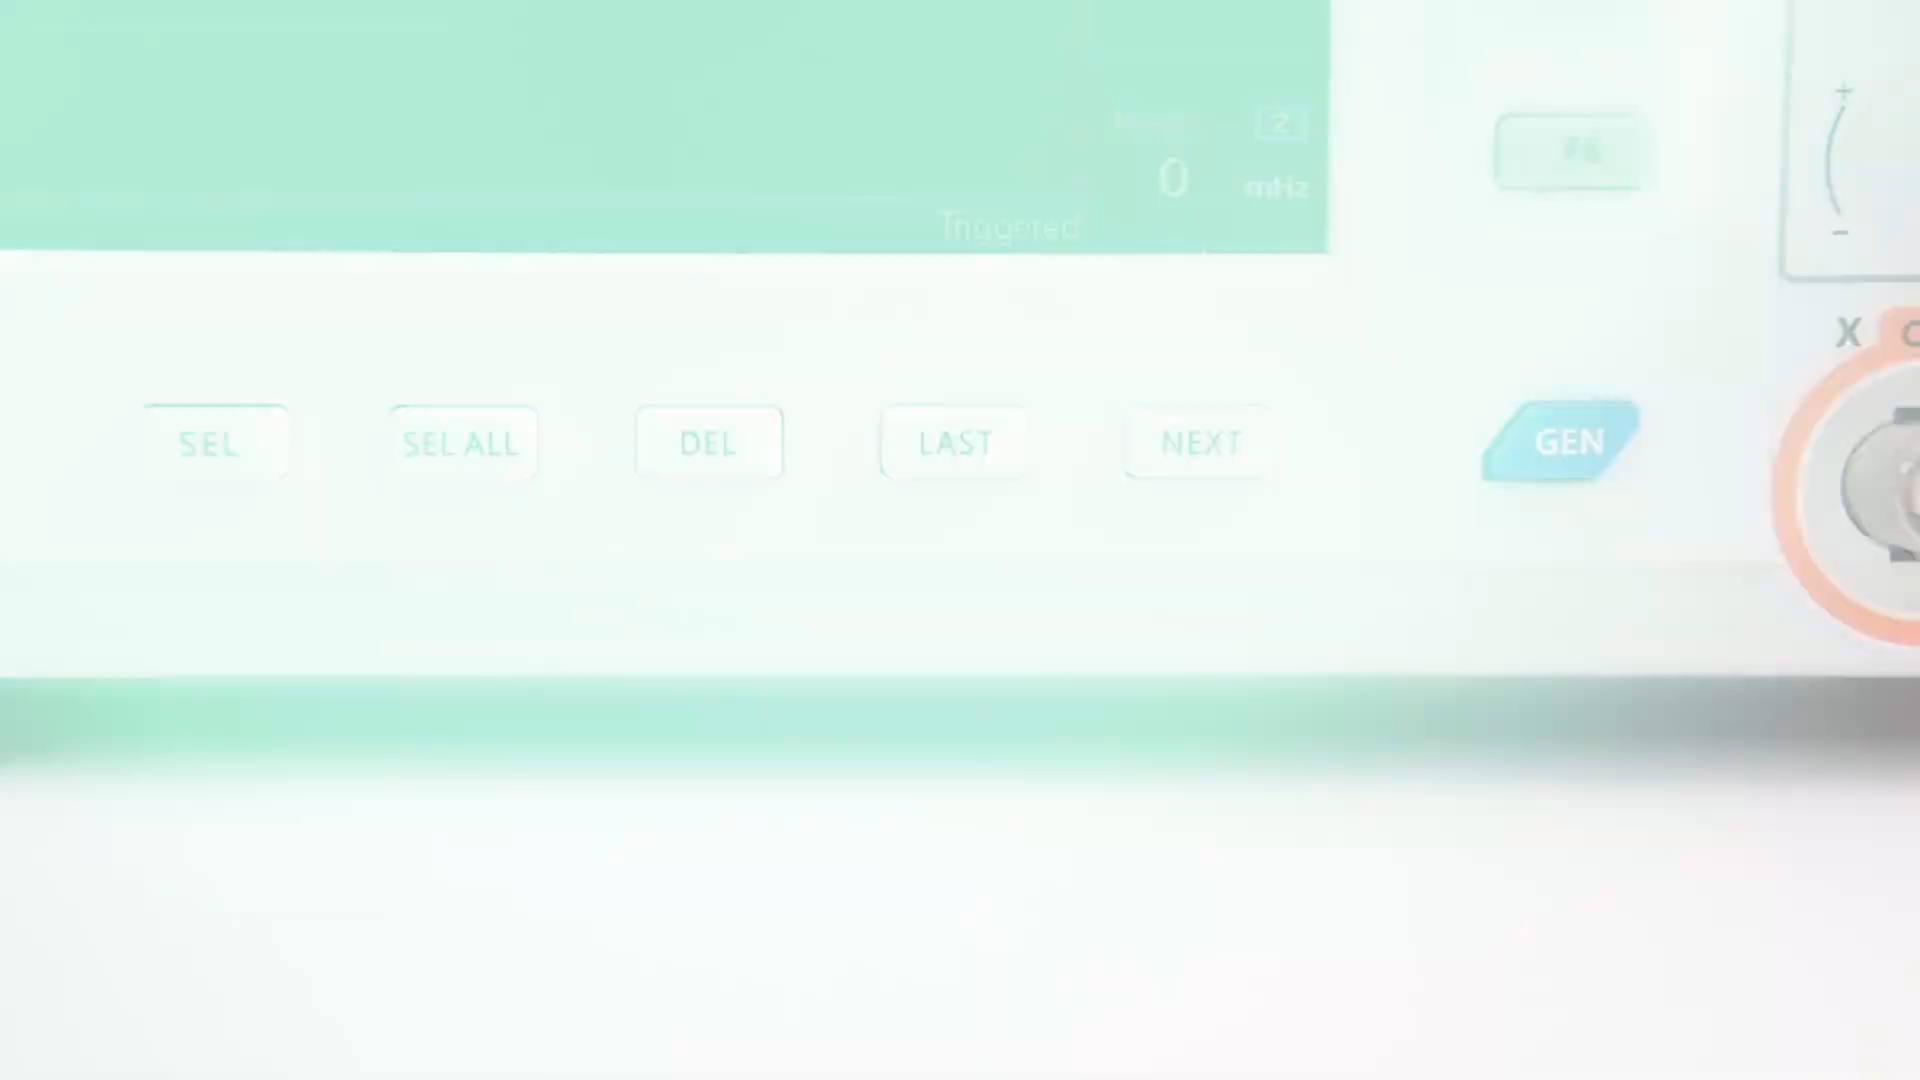 2
0 mHz
Triggered
F6
+
-
X
SEL SEL ALL DEL LAST NEXT GEN